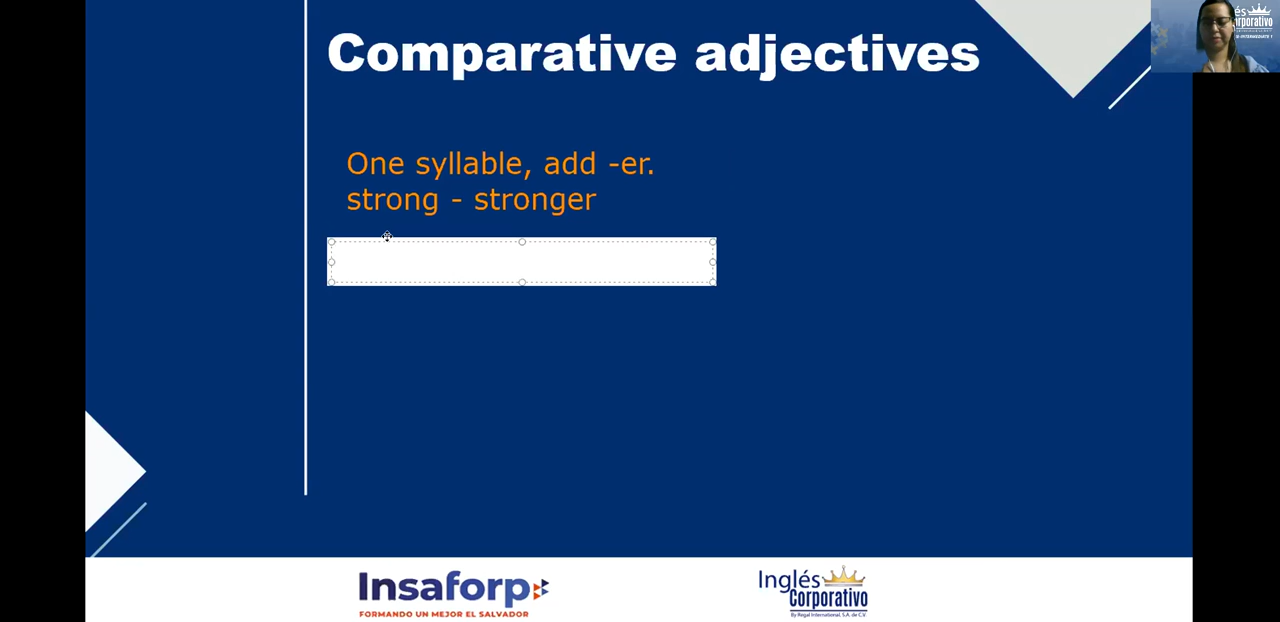 Comparative adjectives
One syllable, add -er.
strong - stronger
Insaforp
FORMANDO UN MEJOR EL SALVADOR
Inglés
Corporativo
By Regal International, S.A. de C.V.